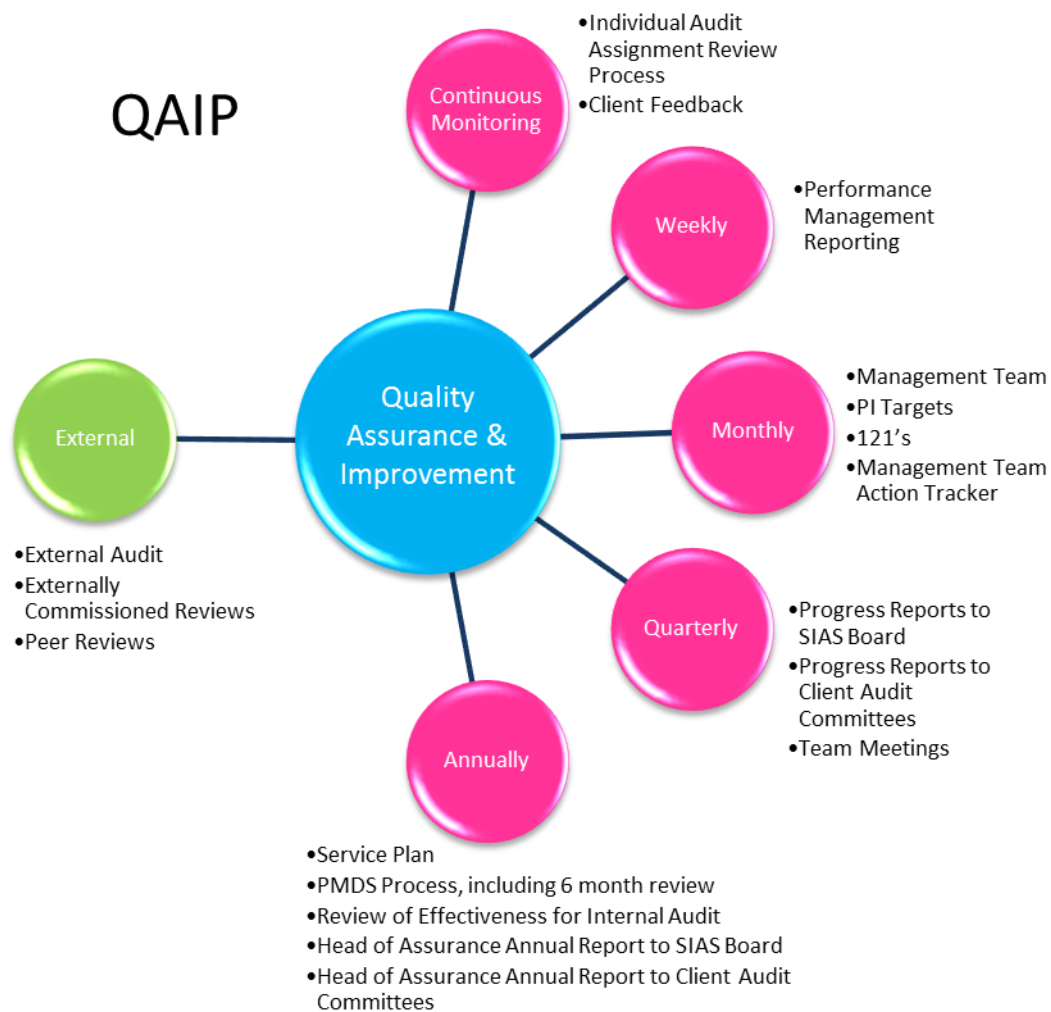 QAIP
Continuous
Monitoring
•Individual Audit
Assignment Review
Process
•Client Feedback
Weekly
•Performance
Management
Reporting
Monthly
•Management Team
•PI Targets
•121's
•Management Team
Action Tracker
Quarterly
•Progress Reports to
SIAS Board
•Progress Reports to
Client Audit
Committees
•Team Meetings
Annually
•Service Plan
•PMDS Process, including 6 month review
•Review of Effectiveness for Internal Audit
•Head of Assurance Annual Report to SIAS Board
•Head of Assurance Annual Report to Client Audit
Committees
External
•External Audit
•Externally
Commissioned Reviews
•Peer Reviews
Quality
Assurance &
Improvement